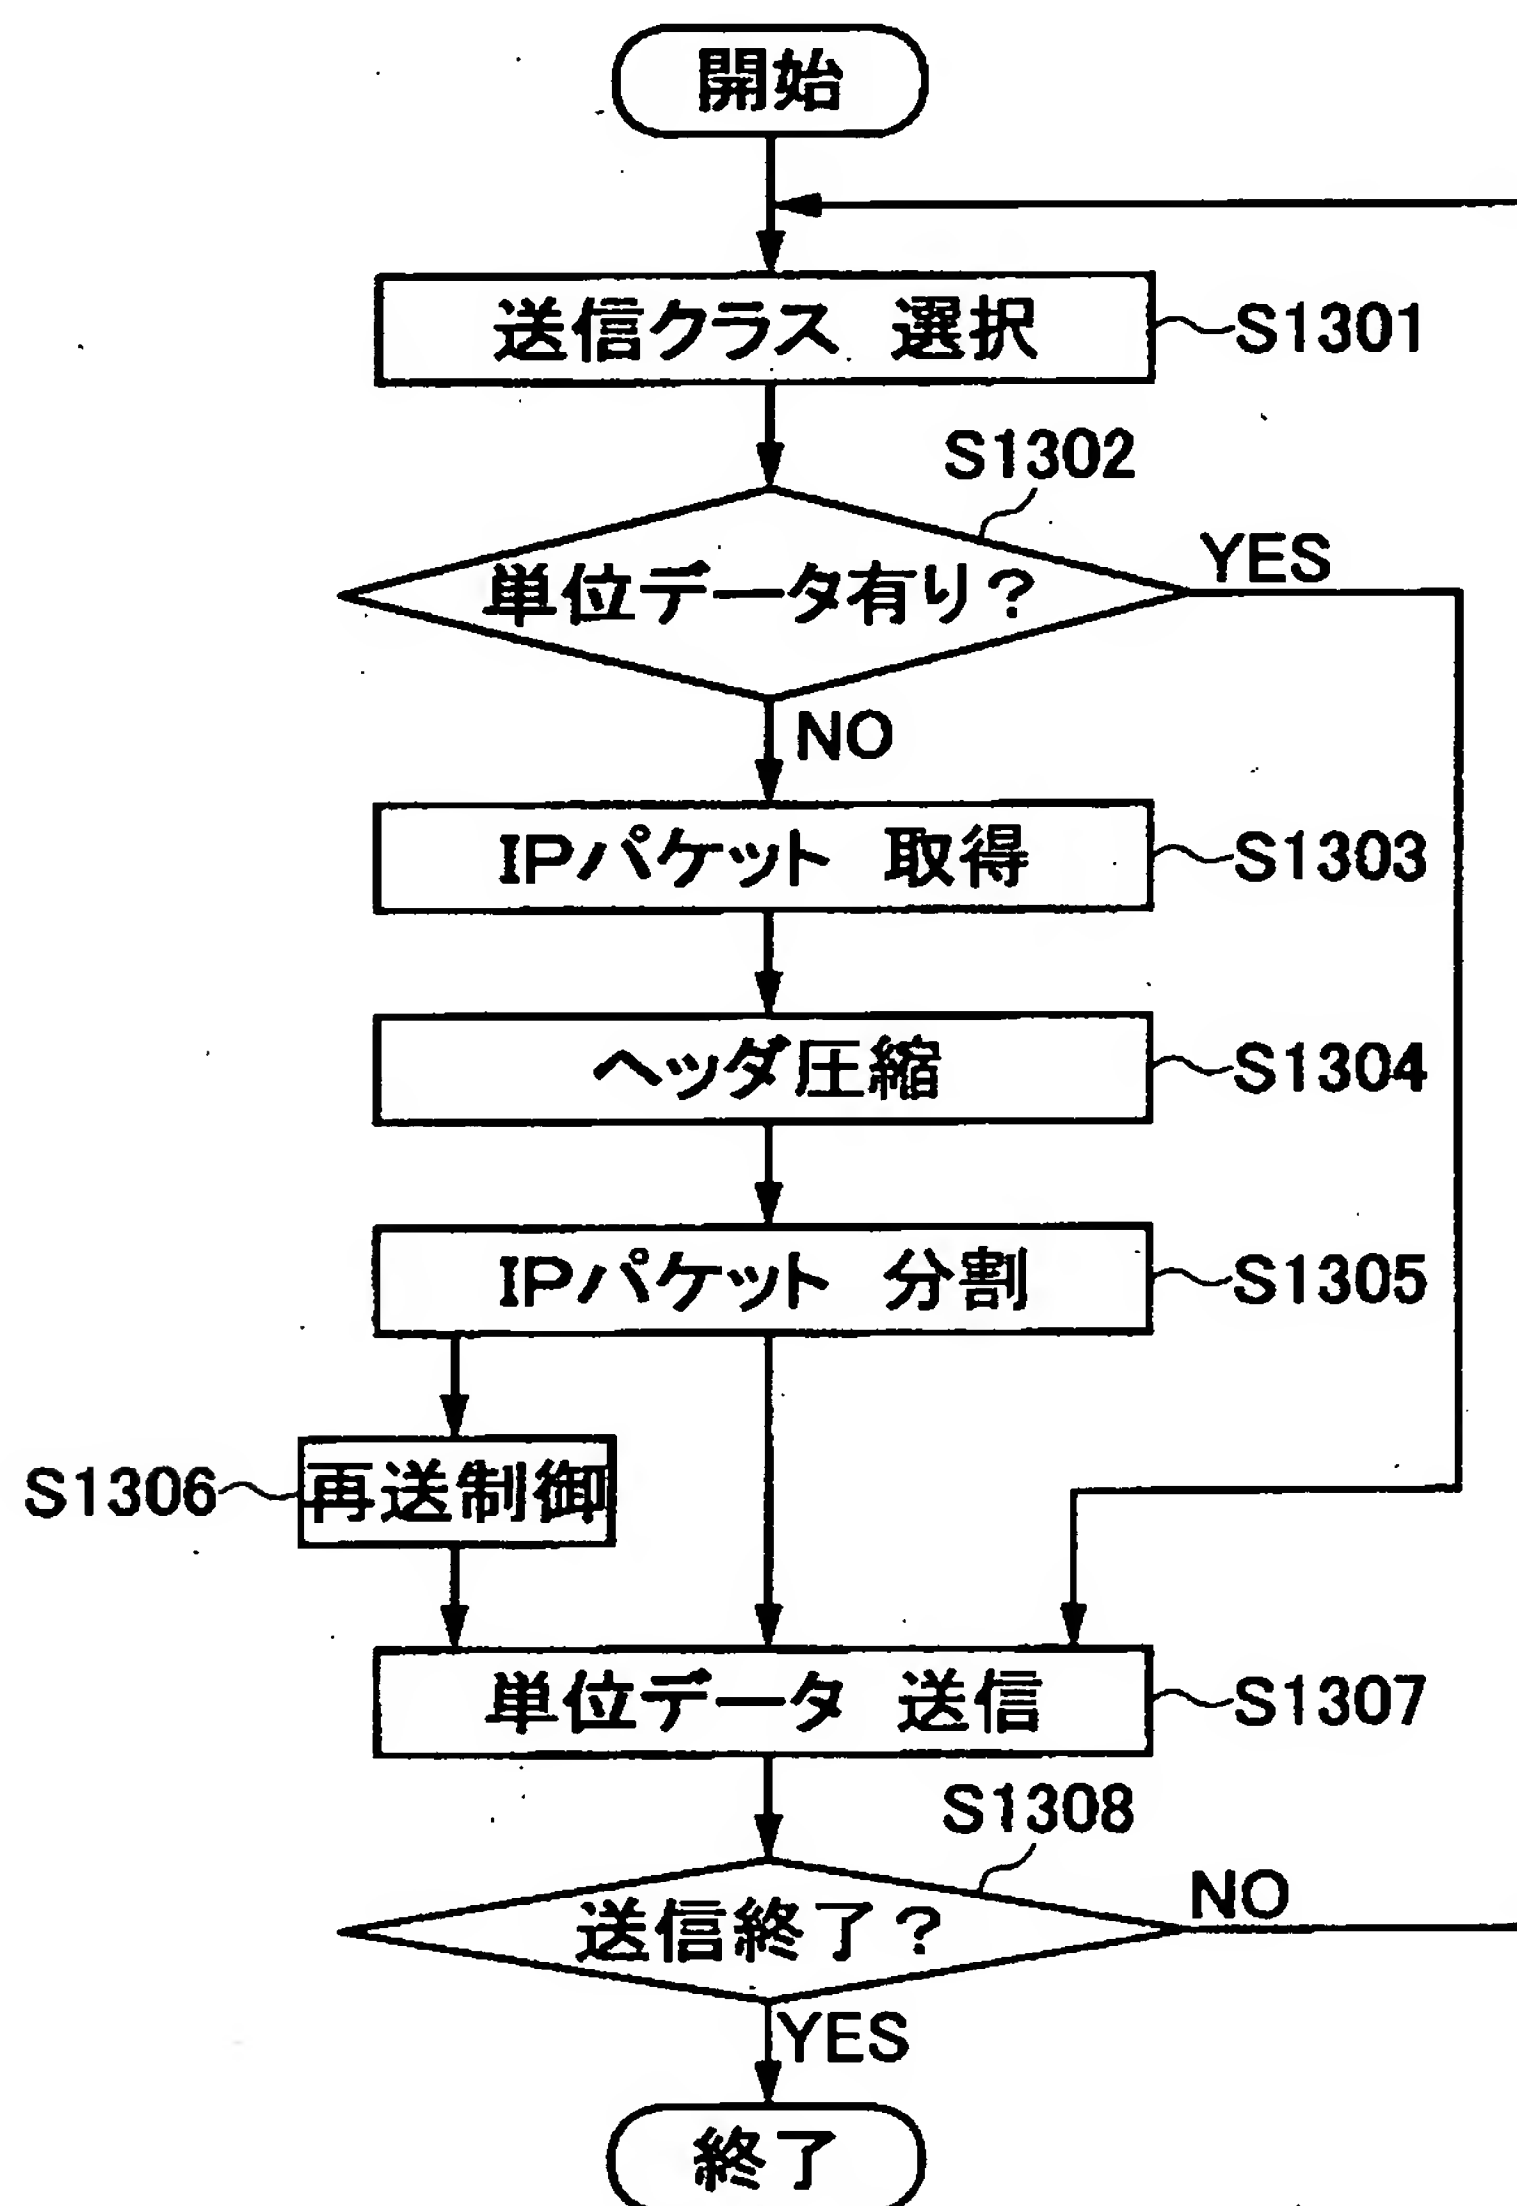 開始
送信クラス 選択
S1301
S1302
単位データ有り?
YES
NO
IPパケット 取得
S1303
ヘッダ圧縮
S1304
IPパケット 分割
S1305
S1306
再送制御
単位データ 送信
S1307
S1308
送信終了?
NO
YES
終了